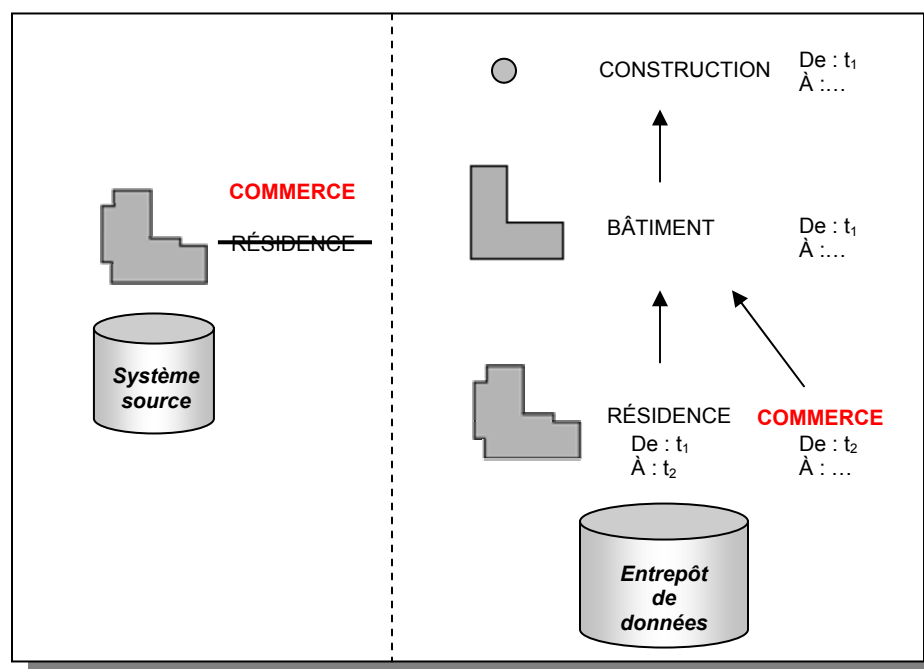 COMMERCE
RÉSIDENCE
Système
source
CONSTRUCTION
De : t₁
À :…
BÂTIMENT
De : t₁
À :…
RÉSIDENCE
De : t₁
À : t₂
COMMERCE
De : t₂
À : …
Entrepôt
de
données